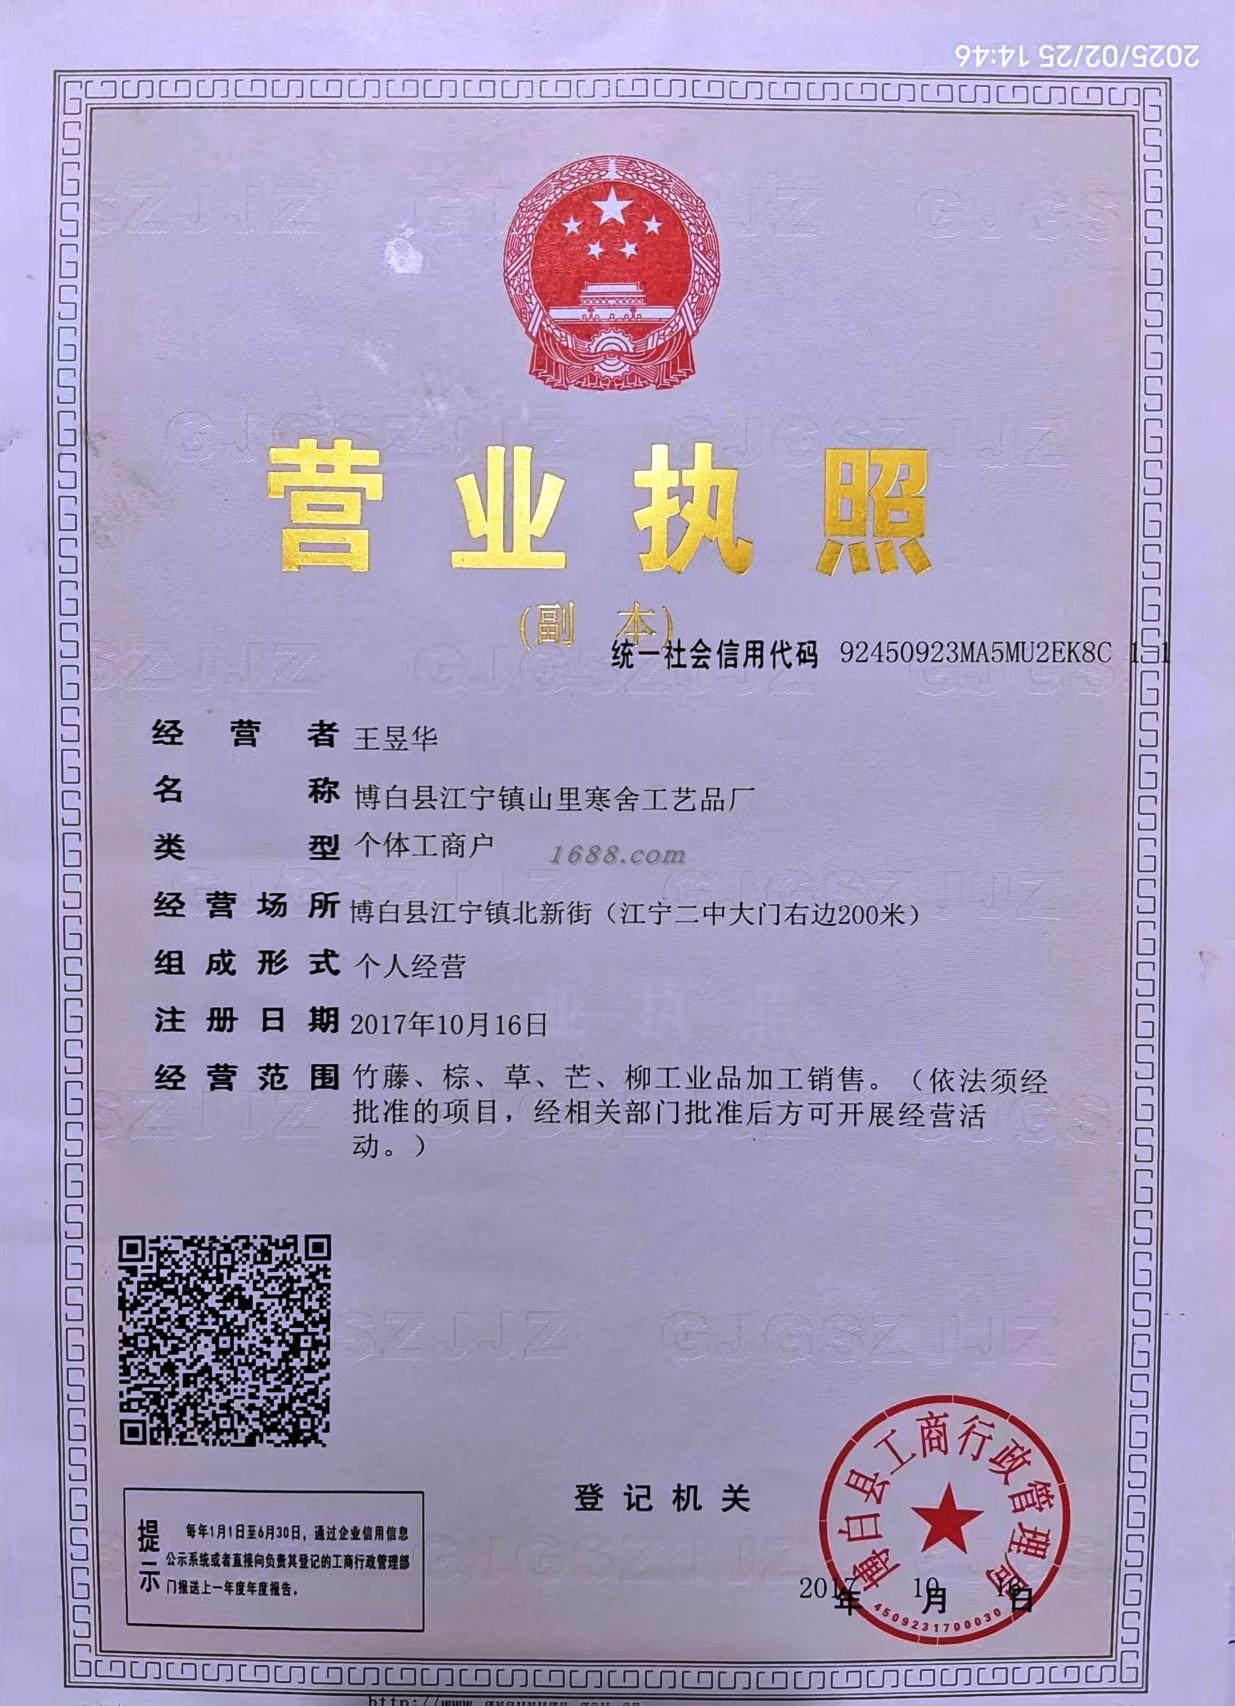 2025/02/25 14:46
营业执照
(副 本)
统一社会信用代码 92450923MA5MU2EK8C 1-1
经营者 王昱华
名称 博白县江宁镇山里寒舍工艺品厂
类型 个体工商户
1688.com
经营场所 博白县江宁镇北新街（江宁二中大门右边200米）
组成形式 个人经营
注册日期 2017年10月16日
经营范围 竹藤、棕、草、芒、柳工业品加工销售。（依法须经
批准的项目，经相关部门批准后方可开展经营活
动。）
登记机关
博白县工商行政管理局
4509231700030
2017年 10月 16日
提示 每年1月1日至6月30日，通过企业信用信息
公示系统或者直接向负责其登记的工商行政管理部
门报送上一年度年度报告。